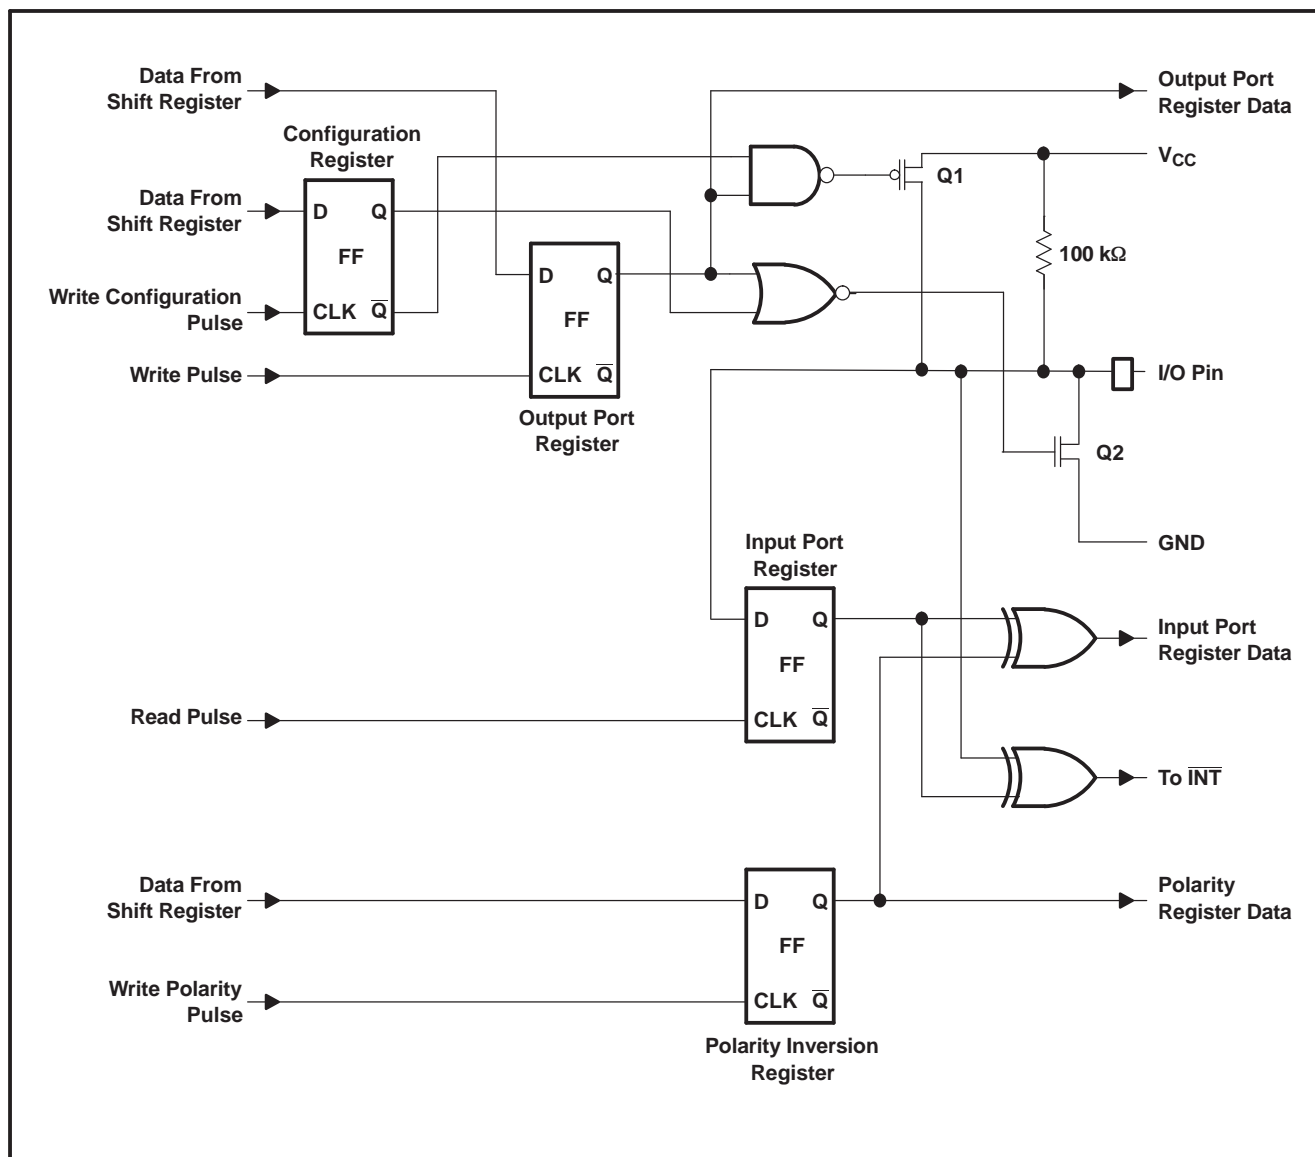 Data From
Shift Register
Output Port
Register Data
Configuration
Register
VCC
Q1
Data From
Shift Register
D
Q
FF
CLK
Q
100 kΩ
Write Configuration
Pulse
D
Q
FF
CLK
Q
Write Pulse
Output Port
Register
I/O Pin
Q2
GND
Input Port
Register
D
Q
FF
CLK
Q
Input Port
Register Data
Read Pulse
To INT
Data From
Shift Register
D
Q
FF
CLK
Q
Polarity
Register Data
Write Polarity
Pulse
Polarity Inversion
Register